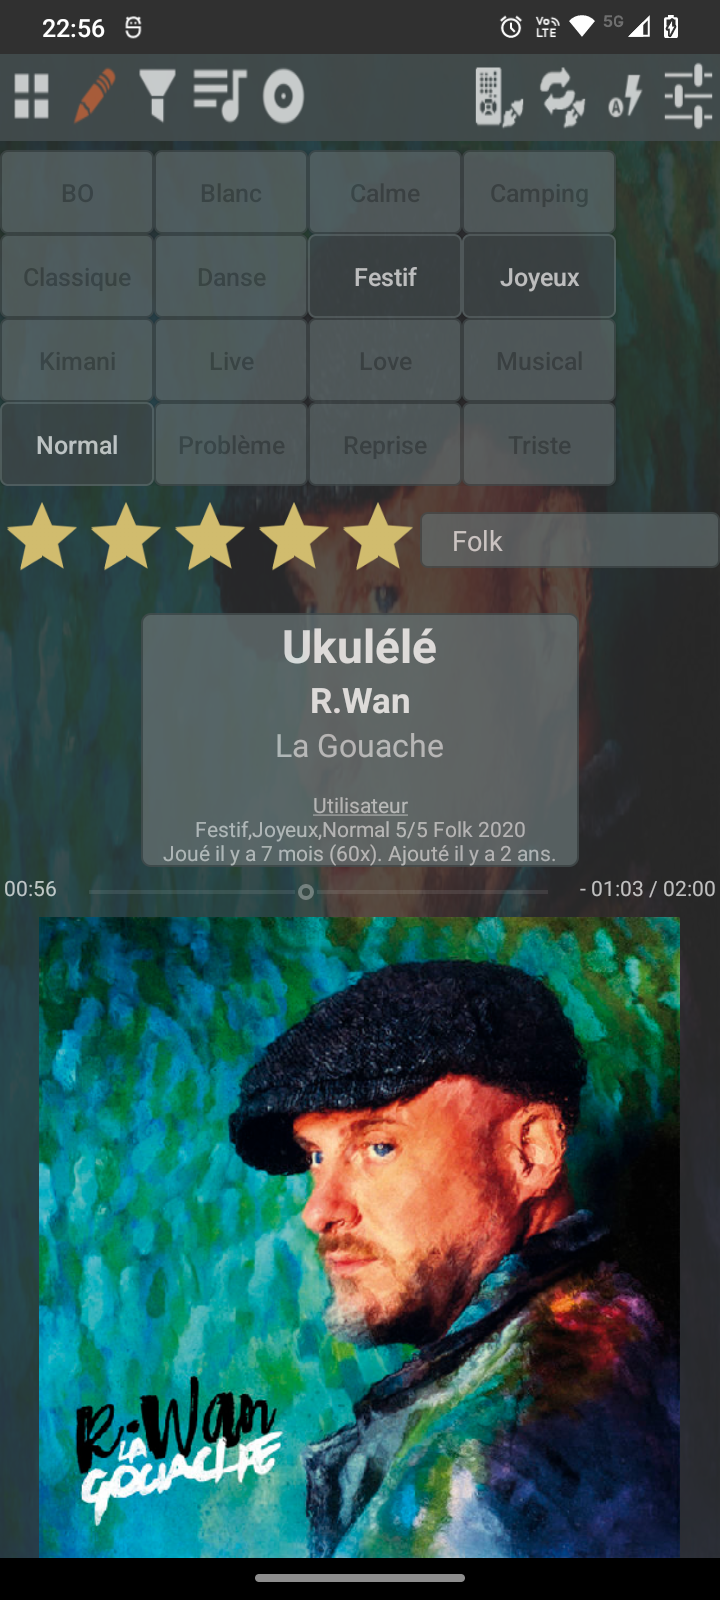 22:56 Vo LTE 5G
A
BO Blanc Calme Camping
Classique Danse Festif Joyeux
Kimani Live Love Musical
Normal Problème Reprise Triste
Folk
Ukulélé
R.Wan
La Gouache
Utilisateur
Festif,Joyeux,Normal 5/5 Folk 2020
Joué il y a 7 mois (60x). Ajouté il y a 2 ans.
00:56 - 01:03 / 02:00
R.Wan
LA
GOUACHE